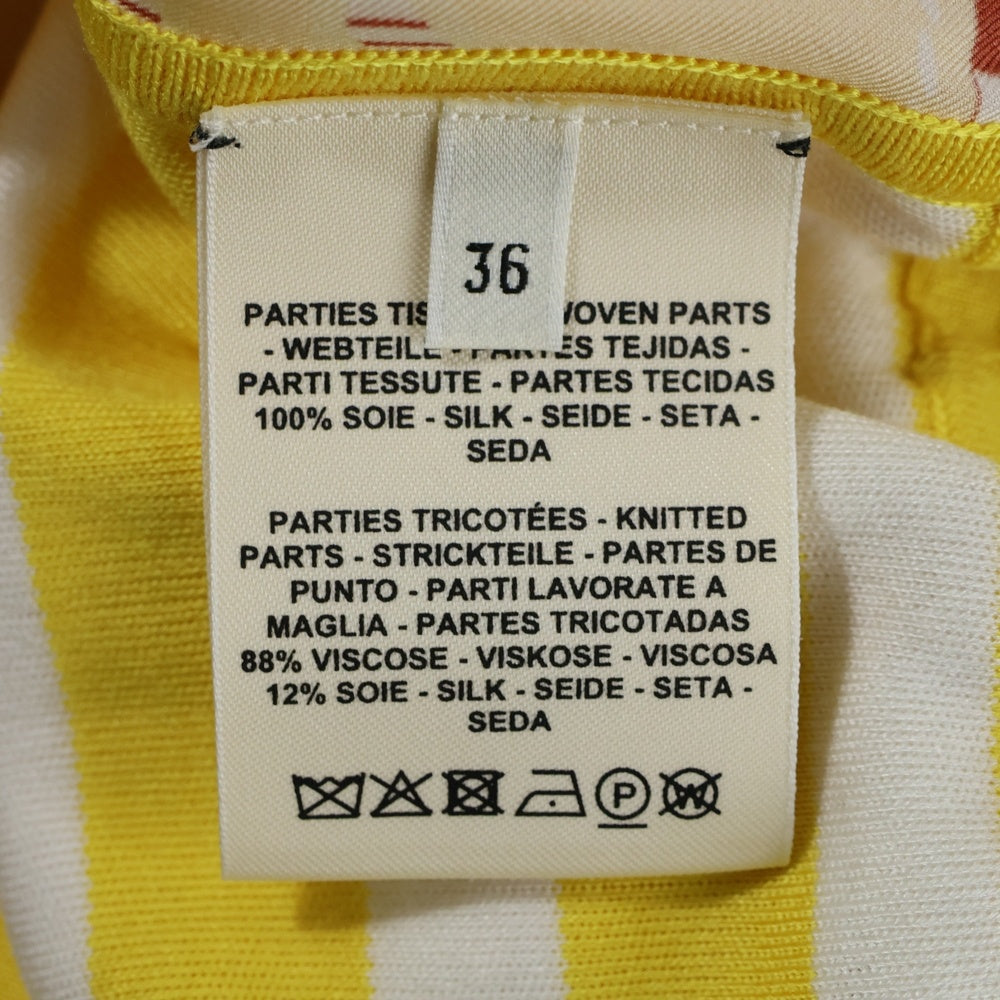 36
PARTIES WOVEN PARTS
- WEBTEILE - PARTES TEJIDAS -
PARTI TESSUTE - PARTES TECIDAS
100% SOIE - SILK - SEIDE - SETA -
SEDA
PARTIES TRICOTÉES - KNITTED
PARTS - STRICKTEILE - PARTES DE
PUNTO - PARTI LAVORATE A
MAGLIA - PARTES TRICOTADAS
88% VISCOSE - VISKOSE - VISCOSA
12% SOIE - SILK - SEIDE - SETA -
SEDA
P W